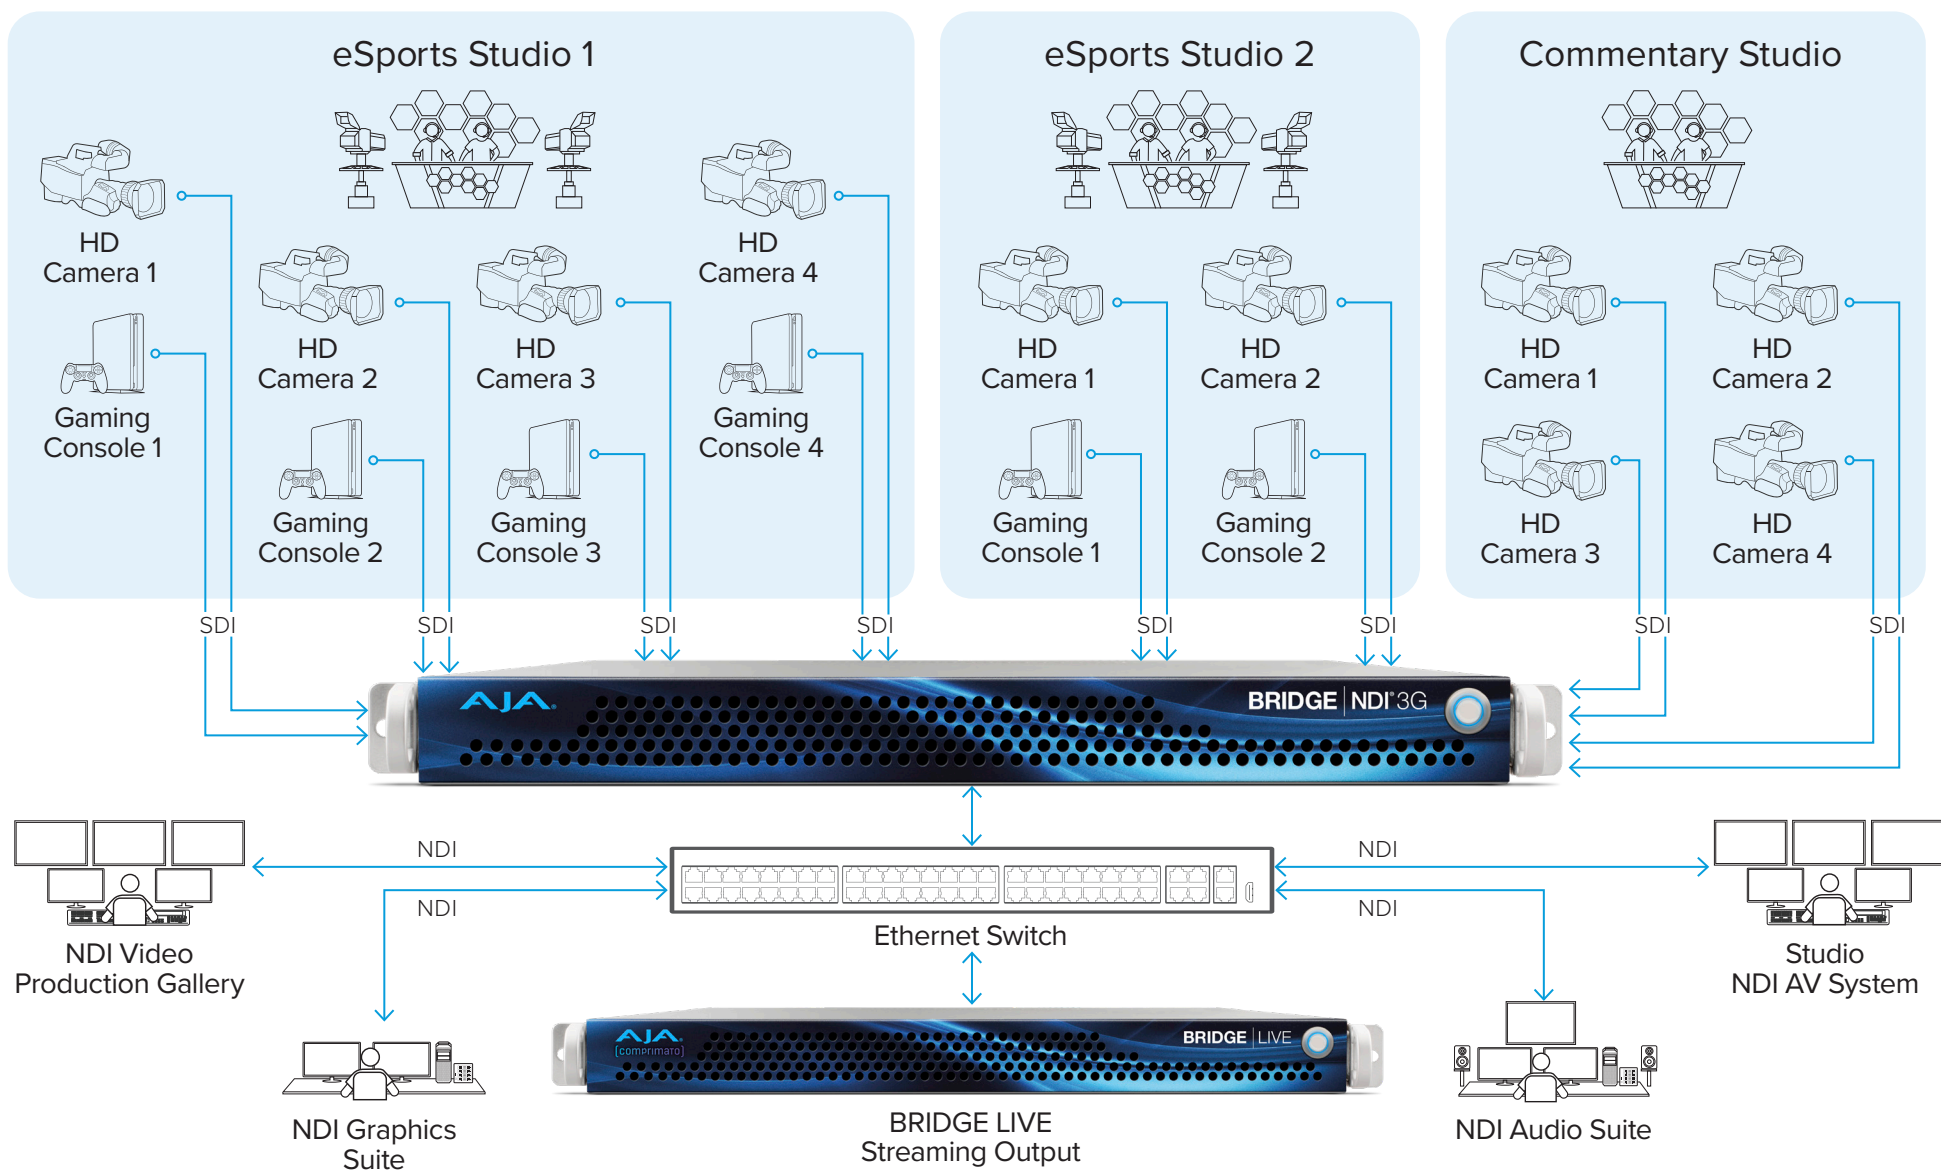 eSports Studio 1
eSports Studio 2
Commentary Studio
HD
Camera 1
HD
Camera 4
HD
Camera 2
HD
Camera 3
HD
Camera 1
HD
Camera 2
HD
Camera 1
HD
Camera 2
Gaming
Console 1
Gaming
Console 4
Gaming
Console 2
Gaming
Console 3
Gaming
Console 1
Gaming
Console 2
HD
Camera 3
HD
Camera 4
SDI
SDI
SDI
SDI
SDI
SDI
SDI
SDI
AJA.
BRIDGE | NDI® 3G
NDI
NDI
NDI
NDI
Ethernet Switch
NDI Video
Production Gallery
Studio
NDI AV System
AJA.
[comprimato]
BRIDGE | LIVE
NDI Graphics
Suite
BRIDGE LIVE
Streaming Output
NDI Audio Suite